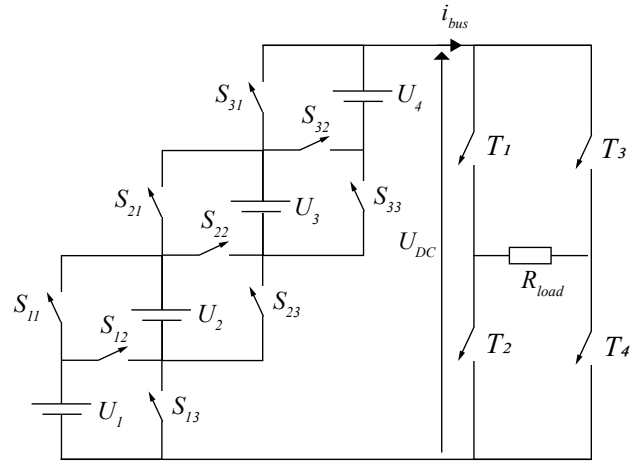 i_bus
S_31
U_4
S_32
T_1
T_3
S_21
S_33
U_3
S_22
U_DC
R_load
S_11
S_23
S_12
U_2
T_2
T_4
U_1
S_13